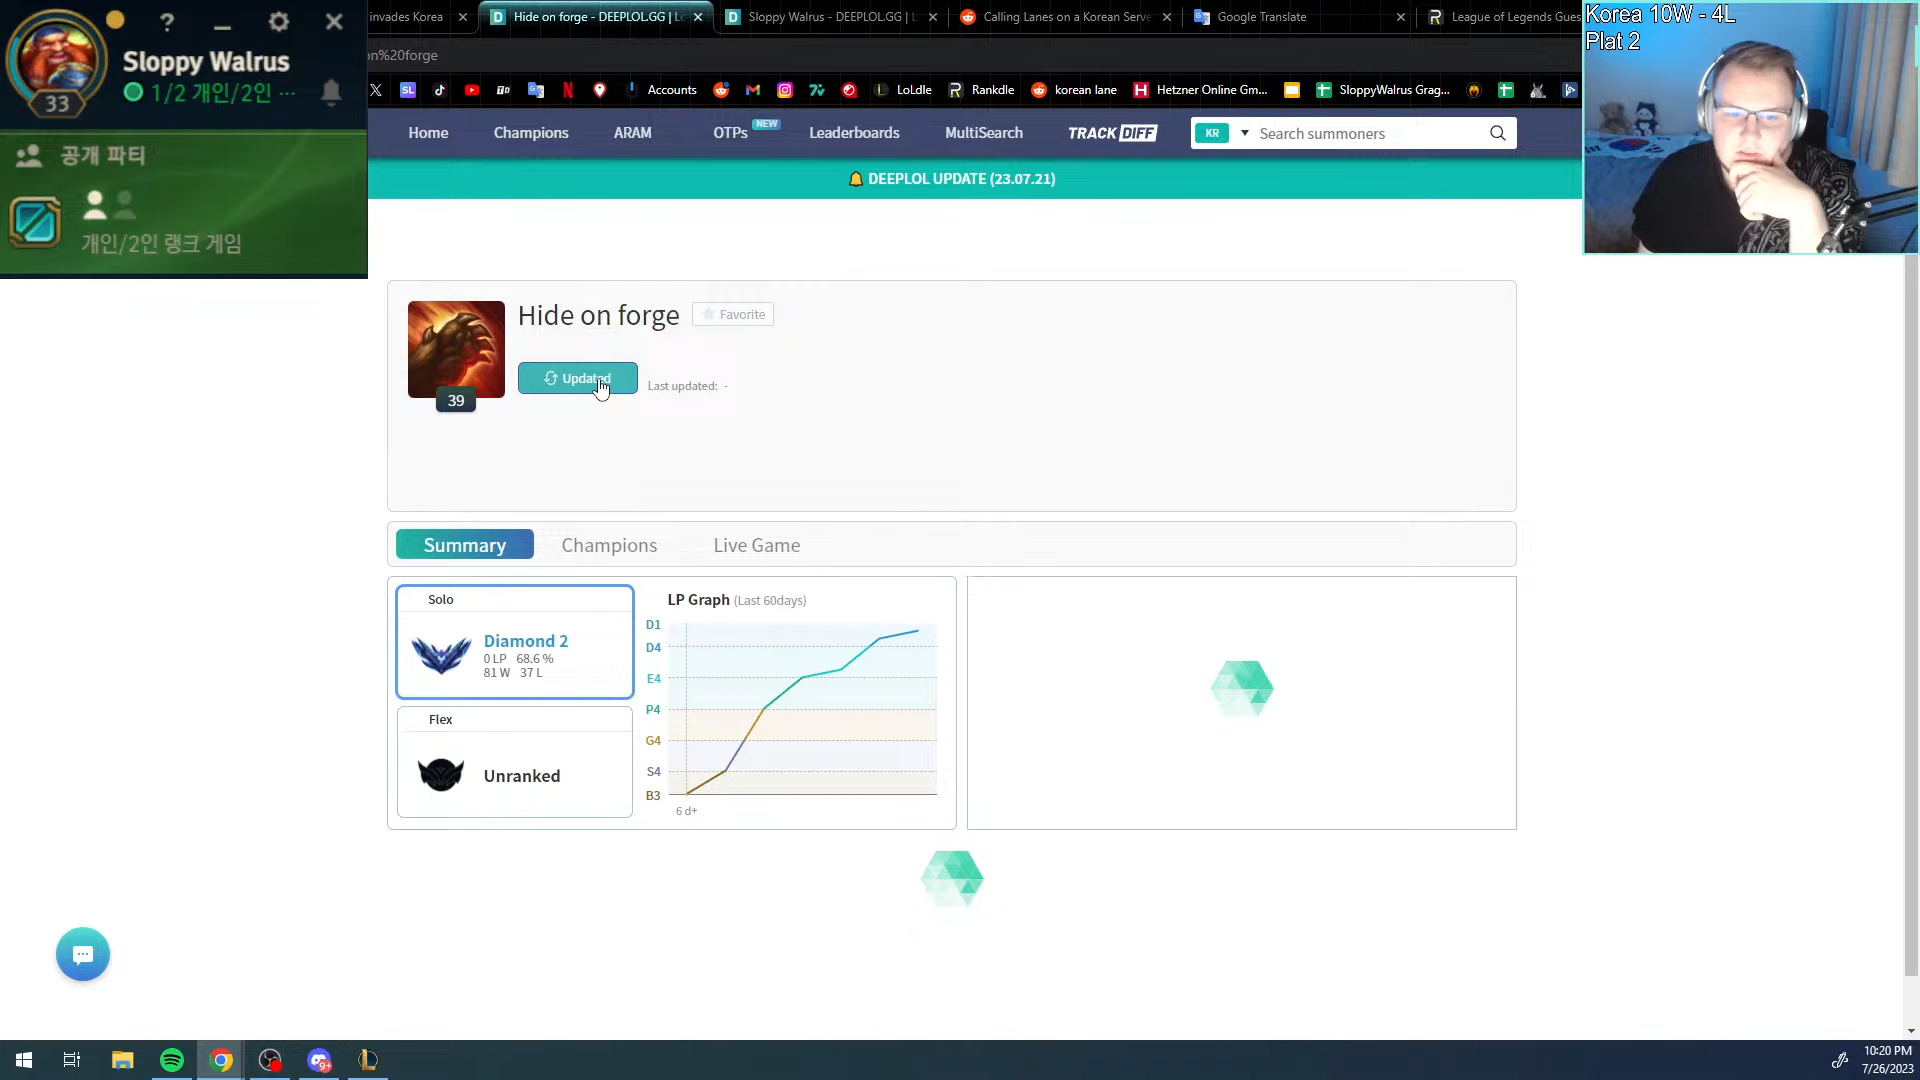 Sloppy Walrus
33
1/2 개인/2인 ...
공개 파티
개인/2인 랭크 게임
invades Korea
Hide on forge - DEEPLOL.GG | Lo
Sloppy Walrus - DEEPLOL.GG | L
Calling Lanes on a Korean Serve
Google Translate
League of Legends Gues
Korea 10W - 4L
Plat 2
on%20forge
Accounts
LoLdle
Rankdle
korean lane
Hetzner Online Gm...
SloppyWalrus Grag...
Home
Champions
ARAM
OTPs
NEW
Leaderboards
MultiSearch
TRACK DIFF
KR
Search summoners
DEEPLOL UPDATE (23.07.21)
Hide on forge
Favorite
Updated
Last updated: -
39
Summary
Champions
Live Game
Solo
Diamond 2
0 LP 68.6 %
81 W 37 L
Flex
Unranked
LP Graph (Last 60days)
D1
D4
E4
P4
G4
S4
B3
6 d+
9+
10:20 PM
7/26/2023